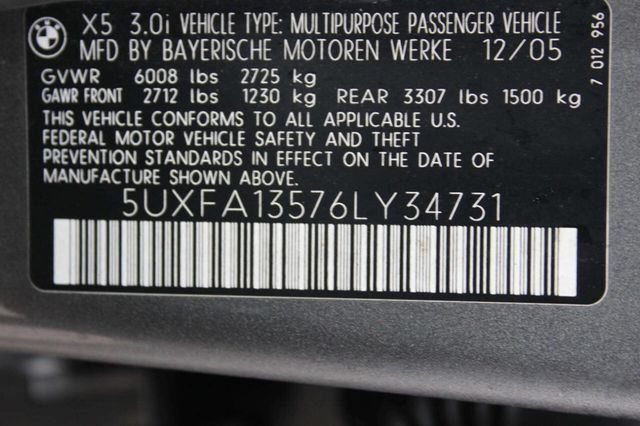 BMW
X5 3.0i VEHICLE TYPE: MULTIPURPOSE PASSENGER VEHICLE
MFD BY BAYERISCHE MOTOREN WERKE 12/05
GVWR 6008 lbs 2725 kg
GAWR FRONT 2712 lbs 1230 kg REAR 3307 lbs 1500 kg
THIS VEHICLE CONFORMS TO ALL APPLICABLE U.S.
FEDERAL MOTOR VEHICLE SAFETY AND THEFT
PREVENTION STANDARDS IN EFFECT ON THE DATE OF
MANUFACTURE SHOWN ABOVE.
5UXFA13576LY34731
7 012 956